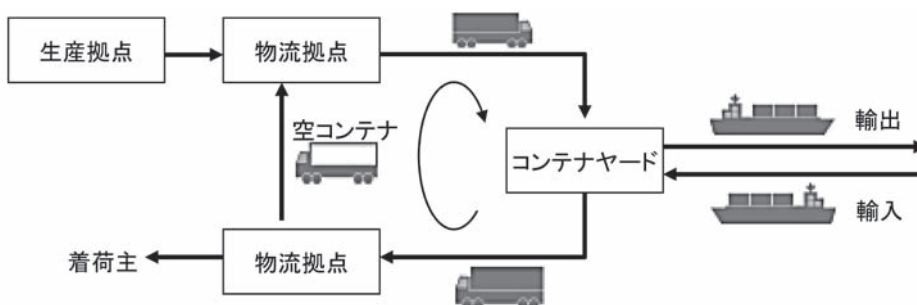 生産拠点
物流拠点
空コンテナ
コンテナヤード
輸出
輸入
着荷主
物流拠点